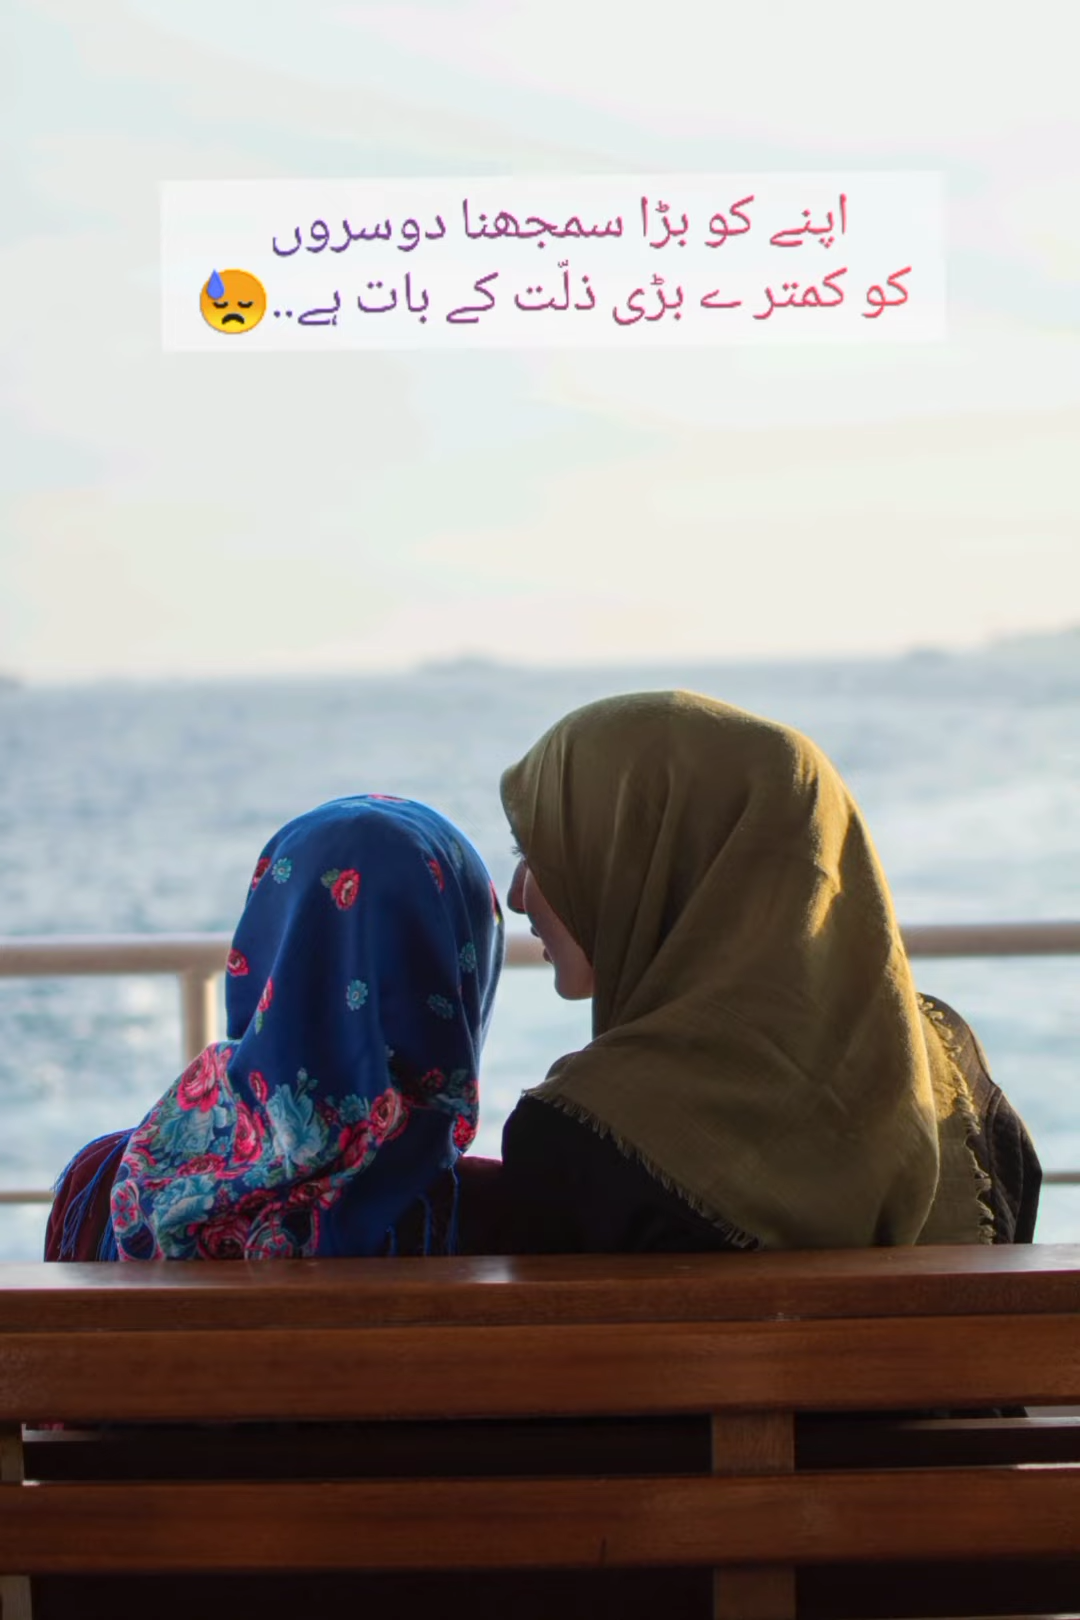 اپنے کو بڑا سمجھنا دوسروں
کو کمتر ے بڑی ذلّت کے بات ہے..😓